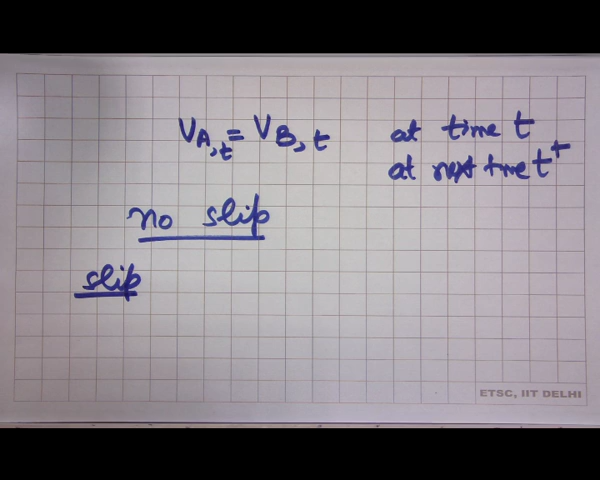 V_A,t = V_B,t at time t
at next time t⁺
no slip
slip
ETSC, IIT DELHI